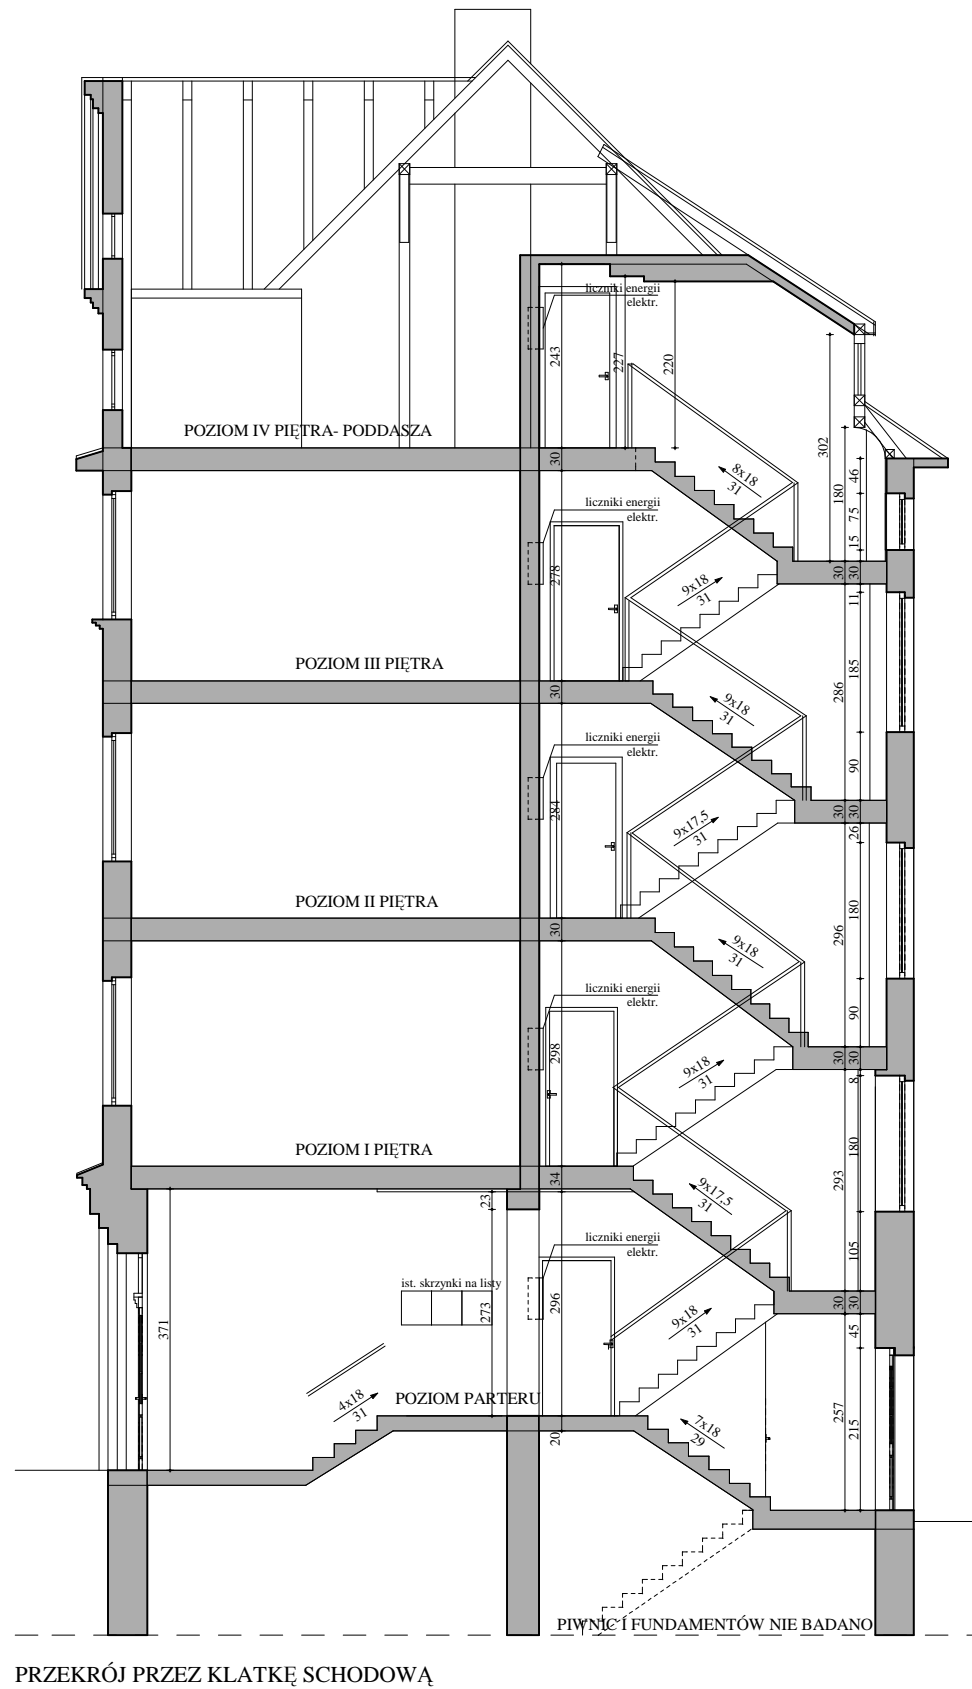 liczniki energii
elektr.
243
227
220
POZIOM IV PIĘTRA- PODDASZA
302
180
46
30
8x18
31
75
15
liczniki energii
elektr.
278
9x18
31
30
30
11
POZIOM III PIĘTRA
30
9x18
31
286
185
90
liczniki energii
elektr.
284
9x17,5
31
30
30
26
POZIOM II PIĘTRA
30
9x18
31
296
180
90
liczniki energii
elektr.
298
9x18
31
30
30
8
POZIOM I PIĘTRA
34
23
9x17,5
31
293
180
105
liczniki energii
elektr.
ist. skrzynki na listy
371
273
296
9x18
31
30
30
45
4x18
31
POZIOM PARTERU
20
7x18
29
257
215
PIWNIC I FUNDAMENTÓW NIE BADANO
PRZEKRÓJ PRZEZ KLATKĘ SCHODOWĄ